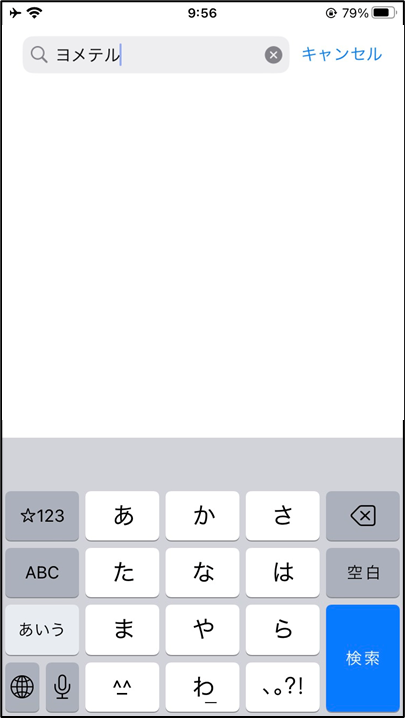 9:56
79%
ヨメテル
キャンセル
☆123
あ
か
さ
ABC
た
な
は
空白
あいう
ま
や
ら
検索
^_^
わ_
、。?!